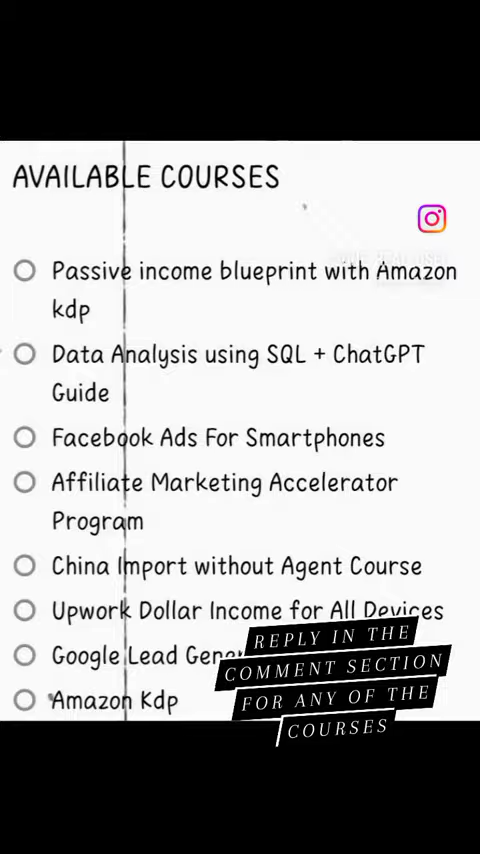 AVAILABLE COURSES
Passive income blueprint with Amazon
kdp
Data Analysis using SQL + ChatGPT
Guide
Facebook Ads For Smartphones
Affiliate Marketing Accelerator
Program
China Import without Agent Course
Upwork Dollar Income for All Devices
Google Lead
Amazon Kdp
REPLY IN THE
COMMENT SECTION
FOR ANY OF THE
COURSES